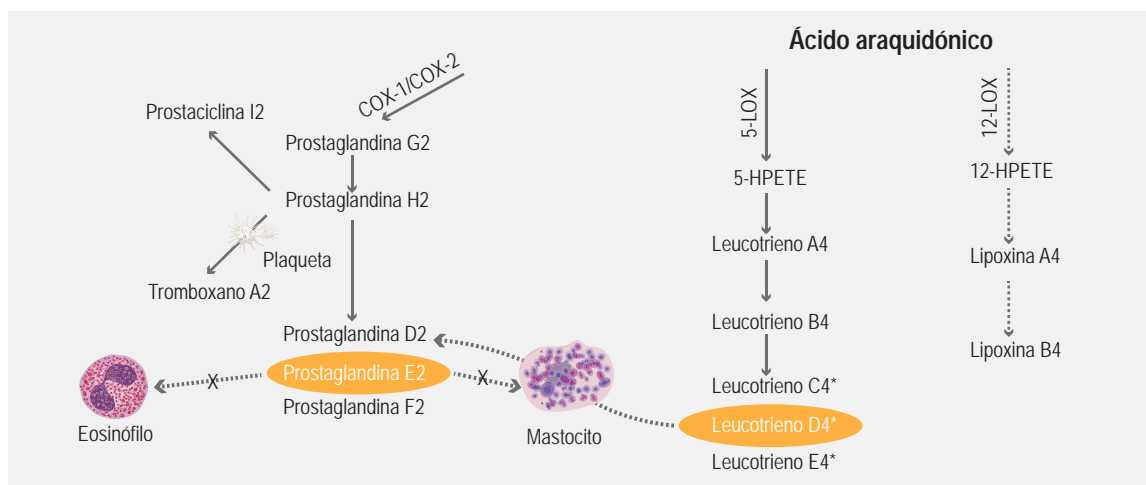 Ácido araquidónico
COX-1/COX-2
Prostaciclina I2
Prostaglandina G2
Prostaglandina H2
Plaqueta
Tromboxano A2
Prostaglandina D2
Prostaglandina E2
Prostaglandina F2
X
X
Eosinófilo
Mastocito
5-LOX
5-HPETE
Leucotrieno A4
Leucotrieno B4
Leucotrieno C4*
Leucotrieno D4*
Leucotrieno E4*
12-LOX
12-HPETE
Lipoxina A4
Lipoxina B4